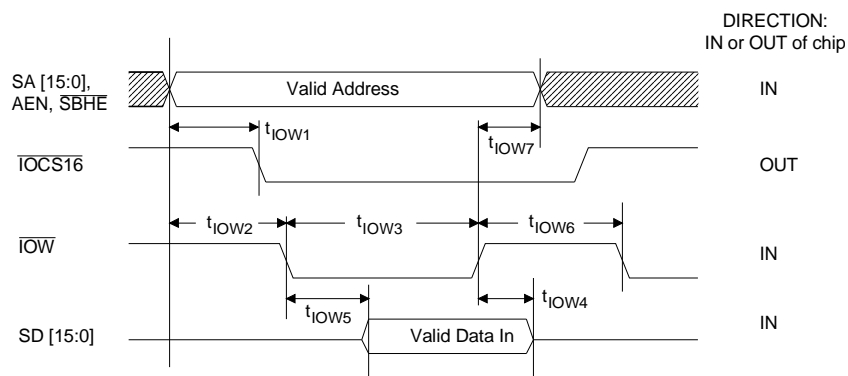 DIRECTION:
IN or OUT of chip
SA [15:0],
AEN, SBHE
Valid Address
IN
tIOW1
tIOW7
IOCS16
OUT
tIOW2
tIOW3
tIOW6
IOW
IN
tIOW5
tIOW4
SD [15:0]
Valid Data In
IN